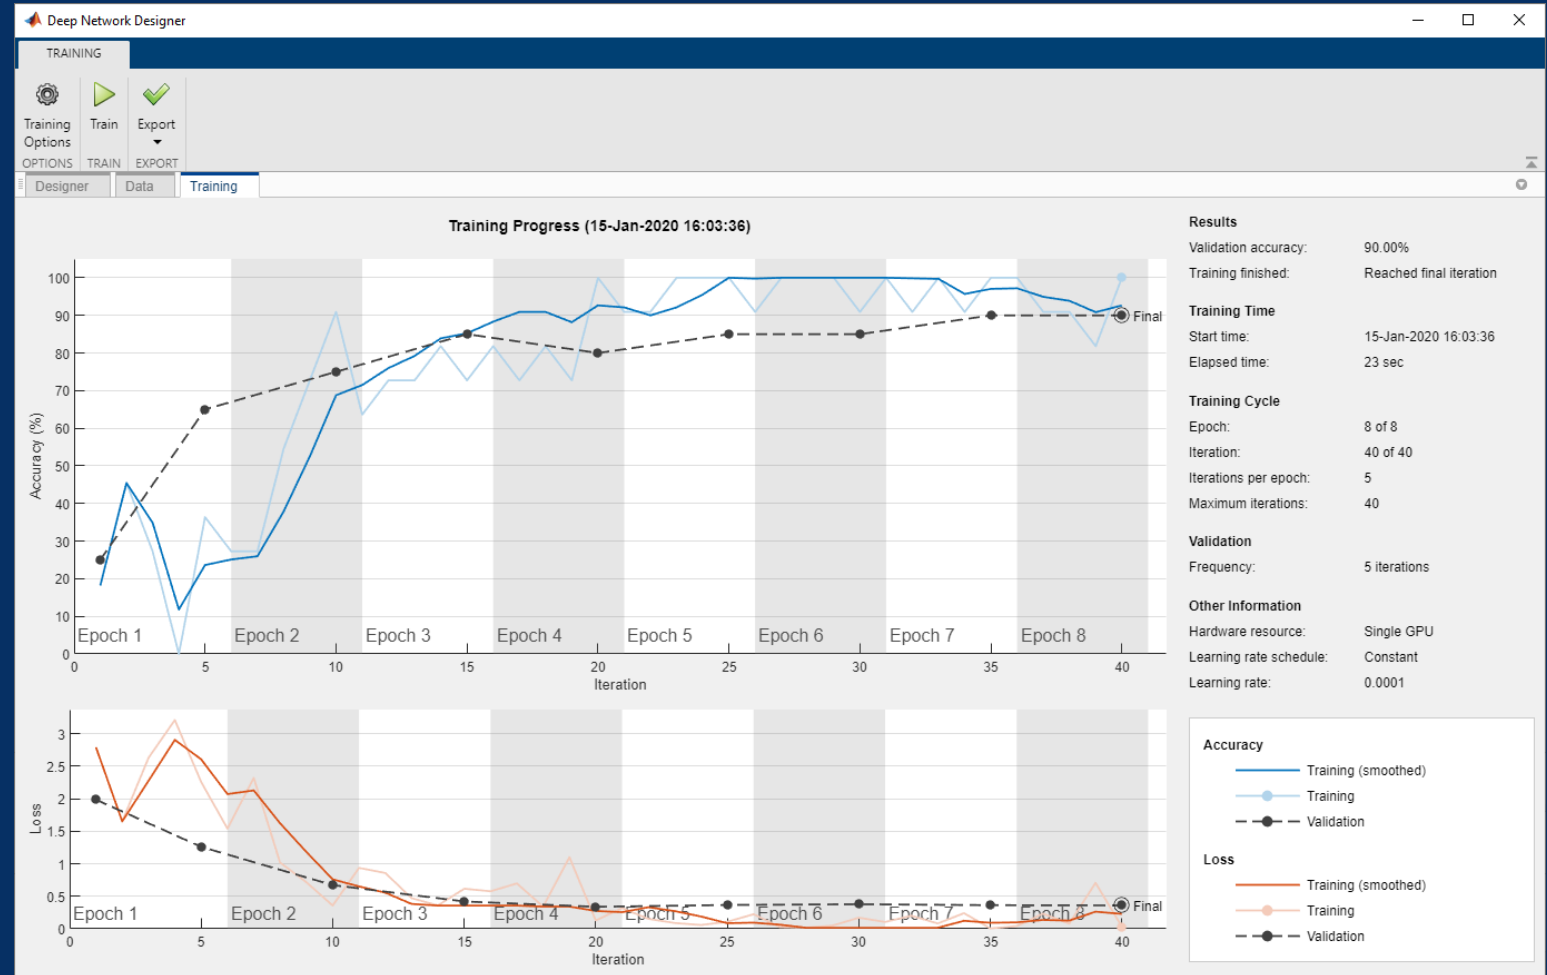 Deep Network Designer
TRAINING
Training Options
Train
Export
OPTIONS
TRAIN
EXPORT
Designer
Data
Training
Training Progress (15-Jan-2020 16:03:36)
Accuracy (%)
100
90
80
70
60
50
40
30
20
10
0
Final
Epoch 1
Epoch 2
Epoch 3
Epoch 4
Epoch 5
Epoch 6
Epoch 7
Epoch 8
0
5
10
15
20
25
30
35
40
Iteration
Loss
3
2.5
2
1.5
1
0.5
0
Final
Epoch 1
Epoch 2
Epoch 3
Epoch 4
Epoch 5
Epoch 6
Epoch 7
Epoch 8
0
5
10
15
20
25
30
35
40
Iteration
Results
Validation accuracy: 90.00%
Training finished: Reached final iteration
Training Time
Start time: 15-Jan-2020 16:03:36
Elapsed time: 23 sec
Training Cycle
Epoch: 8 of 8
Iteration: 40 of 40
Iterations per epoch: 5
Maximum iterations: 40
Validation
Frequency: 5 iterations
Other Information
Hardware resource: Single GPU
Learning rate schedule: Constant
Learning rate: 0.0001
Accuracy
Training (smoothed)
Training
Validation
Loss
Training (smoothed)
Training
Validation